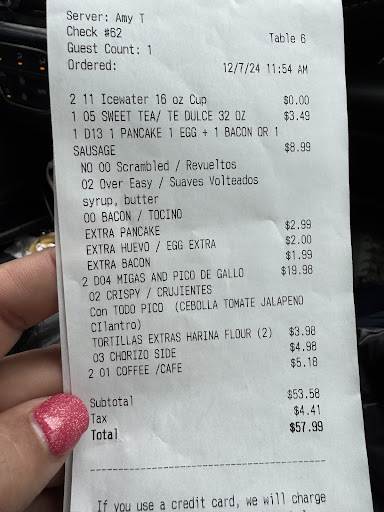 Server: Amy T
Check #62 Table 6
Guest Count: 1
Ordered: 12/7/24 11:54 AM
2 11 Icewater 16 oz Cup $0.00
1 05 SWEET TEA/ TE DULCE 32 OZ $3.49
1 D13 1 PANCAKE 1 EGG + 1 BACON OR 1
SAUSAGE $8.99
NO 00 Scrambled / Revueltos
02 Over Easy / Suaves Volteados
syrup, butter
00 BACON / TOCINO
EXTRA PANCAKE $2.99
EXTRA HUEVO / EGG EXTRA $2.00
EXTRA BACON $1.99
2 D04 MIGAS AND PICO DE GALLO $19.98
02 CRISPY / CRUJIENTES
Con TODO PICO (CEBOLLA TOMATE JALAPENO
CIlantro)
TORTILLAS EXTRAS HARINA FLOUR (2) $3.98
03 CHORIZO SIDE $4.98
2 01 COFFEE /CAFE $5.18
Subtotal $53.58
Tax $4.41
Total $57.99
If you use a credit card, we will charge